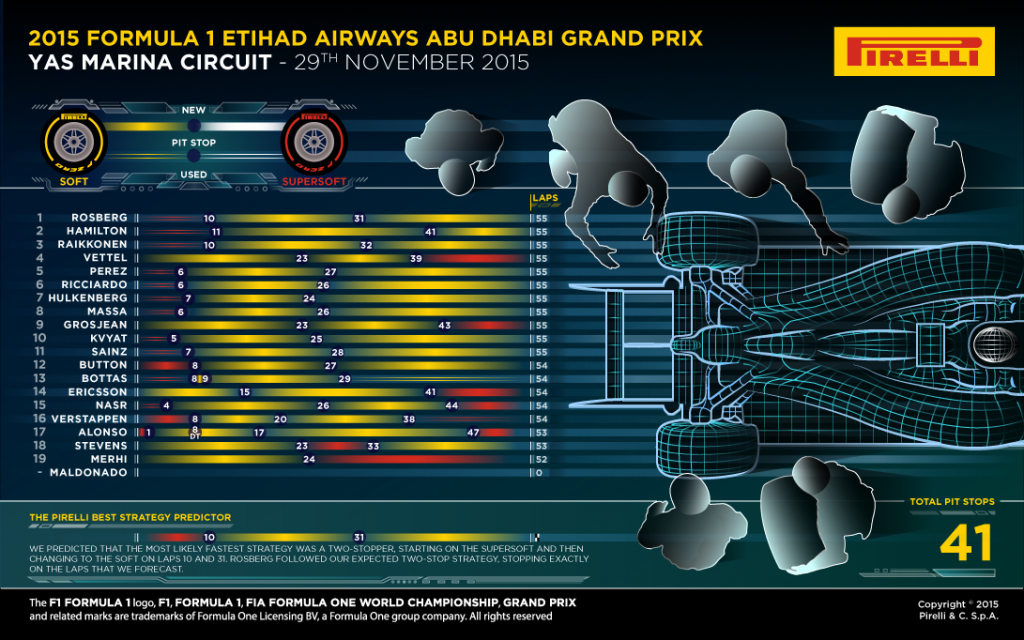 2015 FORMULA 1 ETIHAD AIRWAYS ABU DHABI GRAND PRIX
YAS MARINA CIRCUIT - 29TH NOVEMBER 2015
PIRELLI
NEW
PIT STOP
USED
PIRELLI
P ZERO
SOFT
PIRELLI
P ZERO
SUPERSOFT
LAPS
1 ROSBERG 10 31 55
2 HAMILTON 11 41 55
3 RAIKKONEN 10 32 55
4 VETTEL 23 39 55
5 PEREZ 6 27 55
6 RICCIARDO 6 26 55
7 HULKENBERG 7 24 55
8 MASSA 6 26 55
9 GROSJEAN 23 43 55
10 KVYAT 5 25 55
11 SAINZ 7 28 55
12 BUTTON 8 27 54
13 BOTTAS 8 9 29 54
14 ERICSSON 15 41 54
15 NASR 4 26 44 54
16 VERSTAPPEN 8 20 38 54
17 ALONSO 1 8 DT 17 47 53
18 STEVENS 23 33 53
19 MERHI 24 52
- MALDONADO 0
THE PIRELLI BEST STRATEGY PREDICTOR
10 31
WE PREDICTED THAT THE MOST LIKELY FASTEST STRATEGY WAS A TWO-STOPPER, STARTING ON THE SUPERSOFT AND THEN
CHANGING TO THE SOFT ON LAPS 10 AND 31. ROSBERG FOLLOWED OUR EXPECTED TWO-STOP STRATEGY, STOPPING EXACTLY
ON THE LAPS THAT WE FORECAST.
TOTAL PIT STOPS
41
The F1 FORMULA 1 logo, F1, FORMULA 1, FIA FORMULA ONE WORLD CHAMPIONSHIP, GRAND PRIX
and related marks are trademarks of Formula One Licensing BV, a Formula One group company. All rights reserved
Copyright © 2015
Pirelli & C. S.p.A.